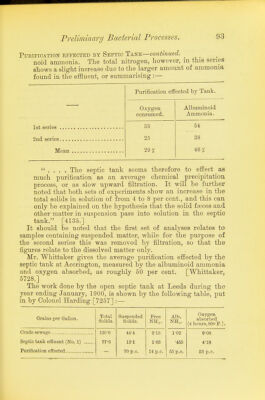 Preliminary Bacterial Processes. 93
PURIFICATION EFFECTED BY SEPTIC TANK—continued.
noid ammonia. The total nitrogen, however, in this series
shows a slight increase due to the larger amount of ammonia
found in the effluent, or summarising :—
Purification effected by Tank.
Oxygen consumed. Albuminoid Ammonia.
1st series 33 54
2nd series 25 38
Mean 29% 46%
“ . . . . The septic tank seems therefore to effect as
much purification as an average chemical precipitation
process, or as slow upward filtration. It will be further
noted that both sets of experiments show an increase in the
total solids in solution of from 4 to 8 per cent., and this can
only be explained on the hypothesis that the solid fæces and
other matter in suspension pass into solution in the septic
tank.” [4135.]
It should be noted that the first set of analyses relates to
samples containing suspended matter, while for the purpose of
the second series this was removed by filtration, so that the
figures relate to the dissolved matter only.
Mr. Whittaker gives the average purification effected by the
septic tank at Accrington, measured by the albuminoid ammonia
and oxygen absorbed, as roughly 50 per cent. [Whittaker,
5728.]
The work done by the open septic tank at Leeds during the
year ending January, 1900, is shown by the following table, put
in by Colonel Harding [7257] :—
Grains per Gallon. Total Solids. Suspended Solids. Free NH₃. Alb. NH₃. Oxygen absorbed (4 hours, 80° F.).
Crude sewage
Septic tank effluent (No. 1)
Purification effected — 70 p.c. 14 p.c. 55 p.c. 53 p.c.